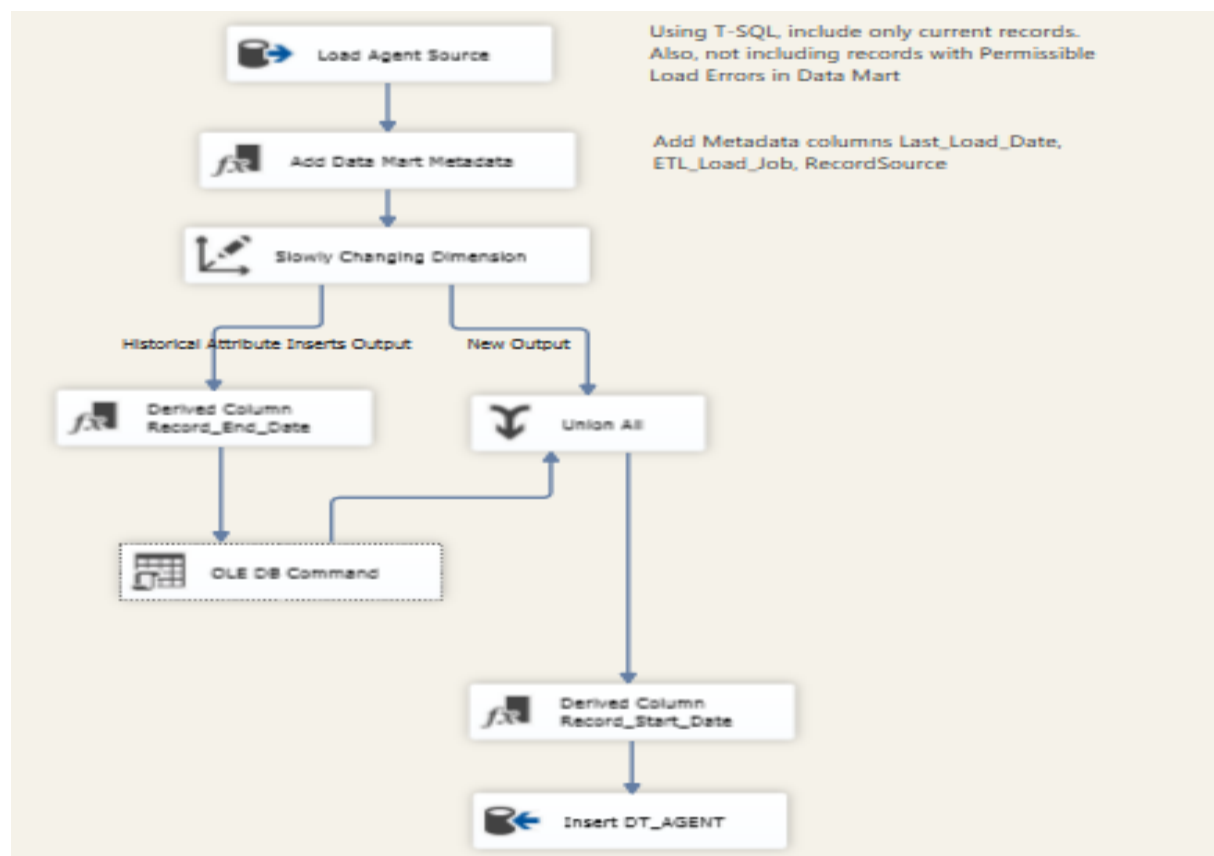 Load Agent Source
Using T-SQL, include only current records.
Also, not including records with Permissible
Load Errors in Data Mart
Add Data Mart Metadata
Add Metadata columns Last_Load_Date,
ETL_Load_Job, RecordSource
Slowly Changing Dimension
Historical Attribute Inserts Output
New Output
Derived Column
Record_End_Date
Union All
OLE DB Command
Derived Column
Record_Start_Date
Insert DT_AGENT